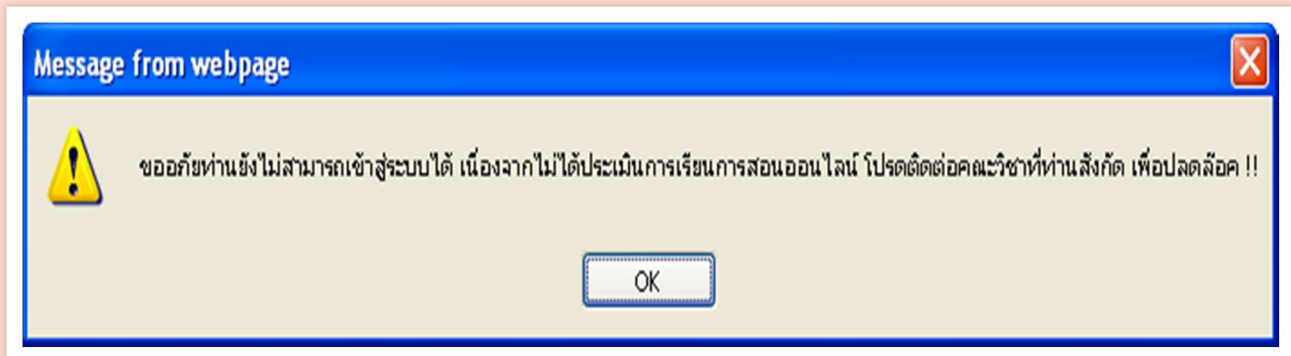 Message from webpage
ขออภัยท่านยังไม่สามารถเข้าสู่ระบบได้ เนื่องจากไม่ได้ประเมินการเรียนการสอนออนไลน์ โปรดติดต่อคณะวิชาที่ท่านสังกัด เพื่อปลดล๊อค !!
OK